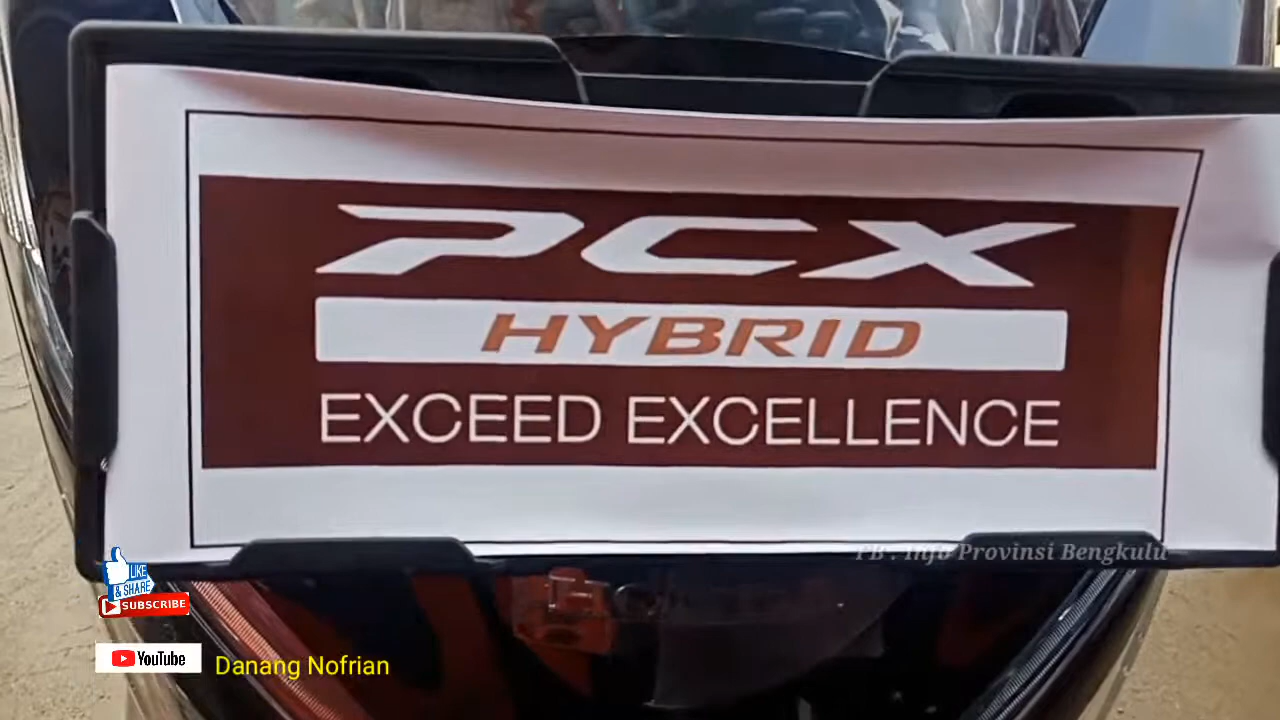 PCX
HYBRID
EXCEED EXCELLENCE
FB : Info Provinsi Bengkulu
LIKE
& SHARE
SUBSCRIBE
YouTube
Danang Nofrian